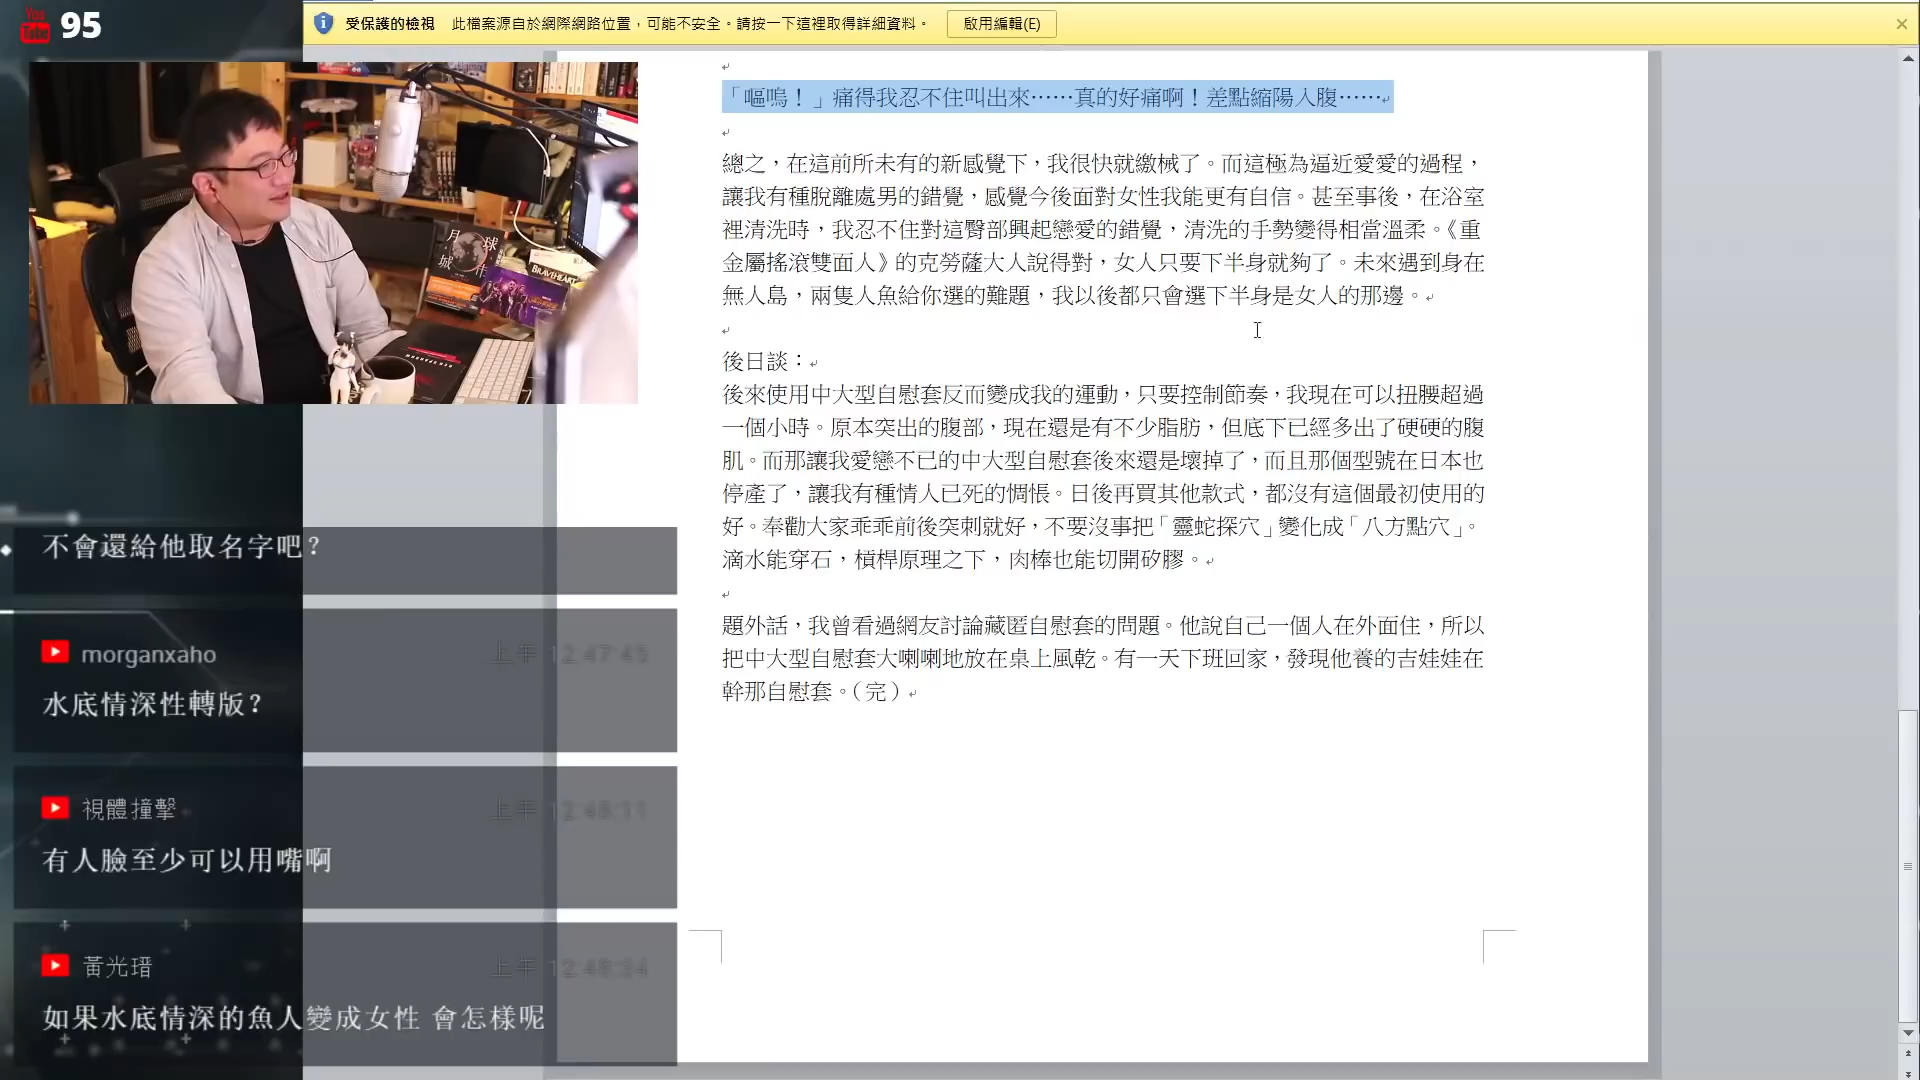 You
Tube
95
受保護的檢視 此檔案源自於網際網路位置，可能不安全。請按一下這裡取得詳細資料。 啟用編輯(E)
「嘔嗚！」痛得我忍不住叫出來……真的好痛啊！差點縮陽入腹……
總之，在這前所未有的新感覺下，我很快就繳械了。而這極為逼近愛愛的過程，
讓我有種脫離處男的錯覺，感覺今後面對女性我能更有自信。甚至事後，在浴室
裡清洗時，我忍不住對這臀部興起戀愛的錯覺，清洗的手勢變得相當溫柔。《重
金屬搖滾雙面人》的克勞薩大人說得對，女人只要下半身就夠了。未來遇到身在
無人島，兩隻人魚給你選的難題，我以後都只會選下半身是女人的那邊。
後日談：
後來使用中大型自慰套反而變成我的運動，只要控制節奏，我現在可以扭腰超過
一個小時。原本突出的腹部，現在還是有不少脂肪，但底下已經多出了硬硬的腹
肌。而那讓我愛戀不已的中大型自慰套後來還是壞掉了，而且那個型號在日本也
停產了，讓我有種情人已死的惆悵。日後再買其他款式，都沒有這個最初使用的
好。奉勸大家乖乖前後突刺就好，不要沒事把「靈蛇探穴」變化成「八方點穴」。
滴水能穿石，槓桿原理之下，肉棒也能切開矽膠。
題外話，我曾看過網友討論藏匿自慰套的問題。他說自己一個人在外面住，所以
把中大型自慰套大喇喇地放在桌上風乾。有一天下班回家，發現他養的吉娃娃在
幹那自慰套。（完）
月球
城市
BRAVEHEART
不會還給他取名字吧？
morganxaho 上午 12:47:45
水底情深性轉版？
視體撞擊 上午 12:48:11
有人臉至少可以用嘴啊
黃光瑨 上午 12:48:34
如果水底情深的魚人變成女性 會怎樣呢